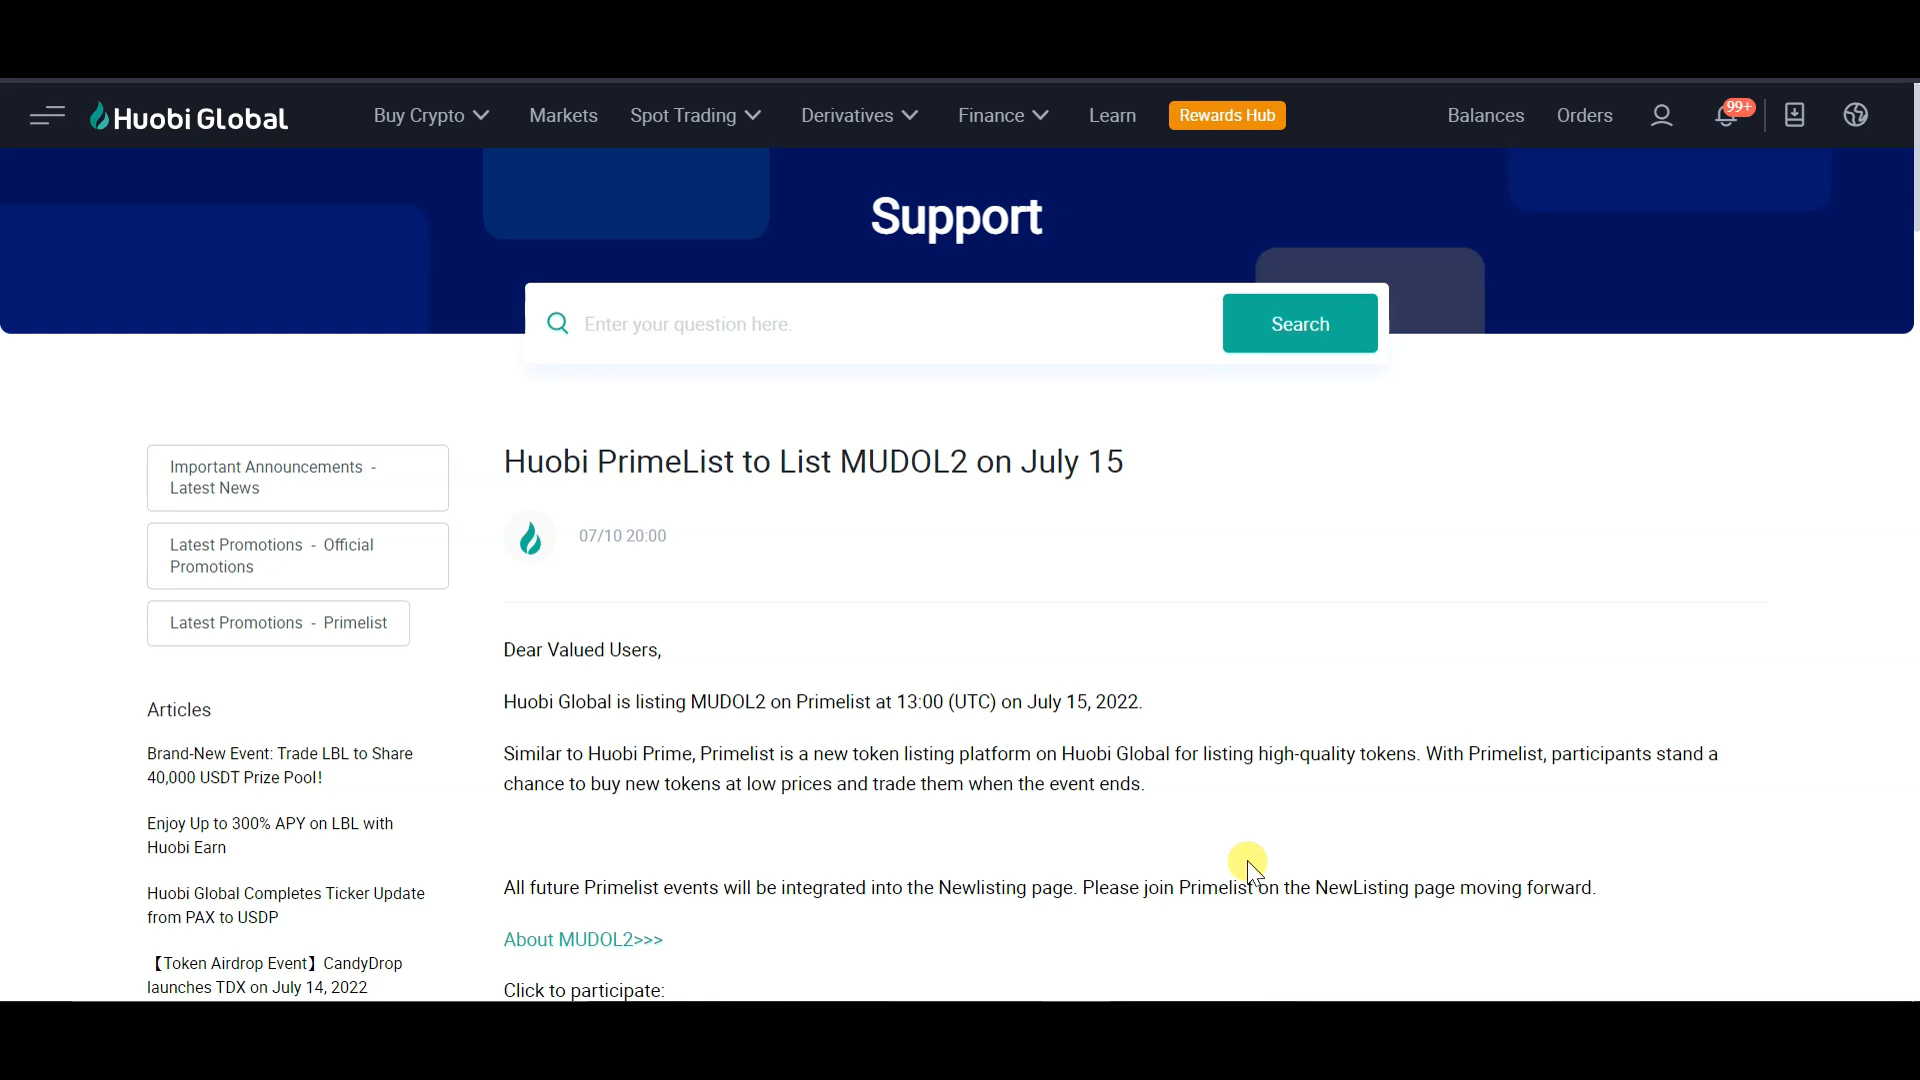 Huobi Global
Buy Crypto
Markets
Spot Trading
Derivatives
Finance
Learn
Rewards Hub
Balances
Orders
99+
Support
Enter your question here.
Search
Important Announcements -
Latest News
Latest Promotions - Official
Promotions
Latest Promotions - Primelist
Articles
Brand-New Event: Trade LBL to Share
40,000 USDT Prize Pool!
Enjoy Up to 300% APY on LBL with
Huobi Earn
Huobi Global Completes Ticker Update
from PAX to USDP
【Token Airdrop Event】CandyDrop
launches TDX on July 14, 2022
Huobi PrimeList to List MUDOL2 on July 15
07/10 20:00
Dear Valued Users,
Huobi Global is listing MUDOL2 on Primelist at 13:00 (UTC) on July 15, 2022.
Similar to Huobi Prime, Primelist is a new token listing platform on Huobi Global for listing high-quality tokens. With Primelist, participants stand a
chance to buy new tokens at low prices and trade them when the event ends.
All future Primelist events will be integrated into the Newlisting page. Please join Primelist on the NewListing page moving forward.
About MUDOL2>>>
Click to participate: